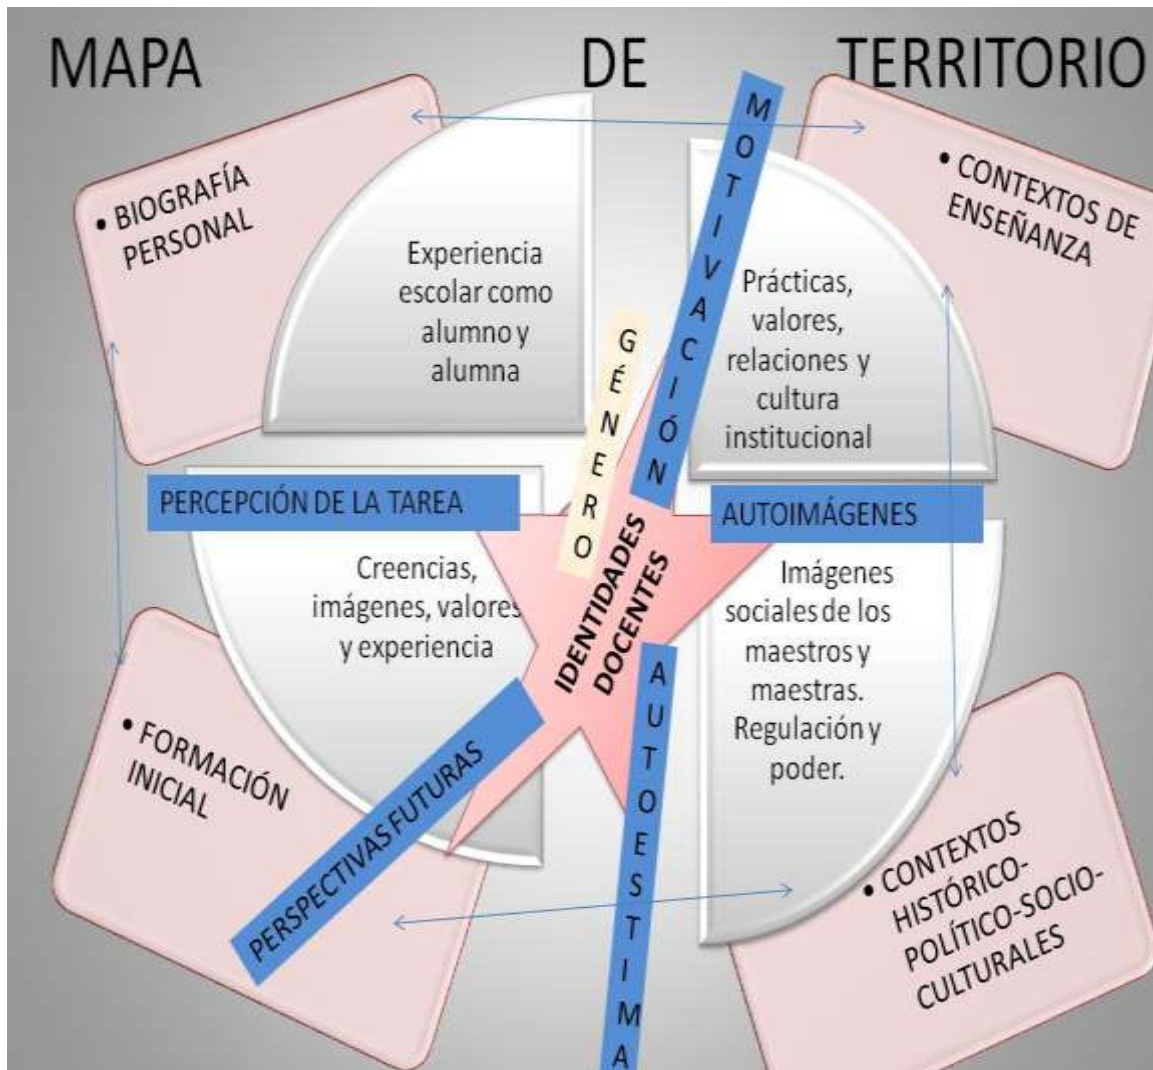 MAPA DE TERRITORIO
• BIOGRAFÍA
PERSONAL
Experiencia
escolar como
alumno y
alumna
GÉNERO
MOTIVACIÓN
Prácticas,
valores,
relaciones y
cultura
institucional
• CONTEXTOS DE
ENSEÑANZA
PERCEPCIÓN DE LA TAREA
AUTOIMÁGENES
IDENTIDADES
DOCENTES
Creencias,
imágenes, valores
y experiencia
Imágenes
sociales de los
maestros y
maestras.
Regulación y
poder.
• FORMACIÓN
INICIAL
PERSPECTIVAS FUTURAS
AUTOESTIMA
• CONTEXTOS
HISTÓRICO-
POLÍTICO-SOCIO-
CULTURALES